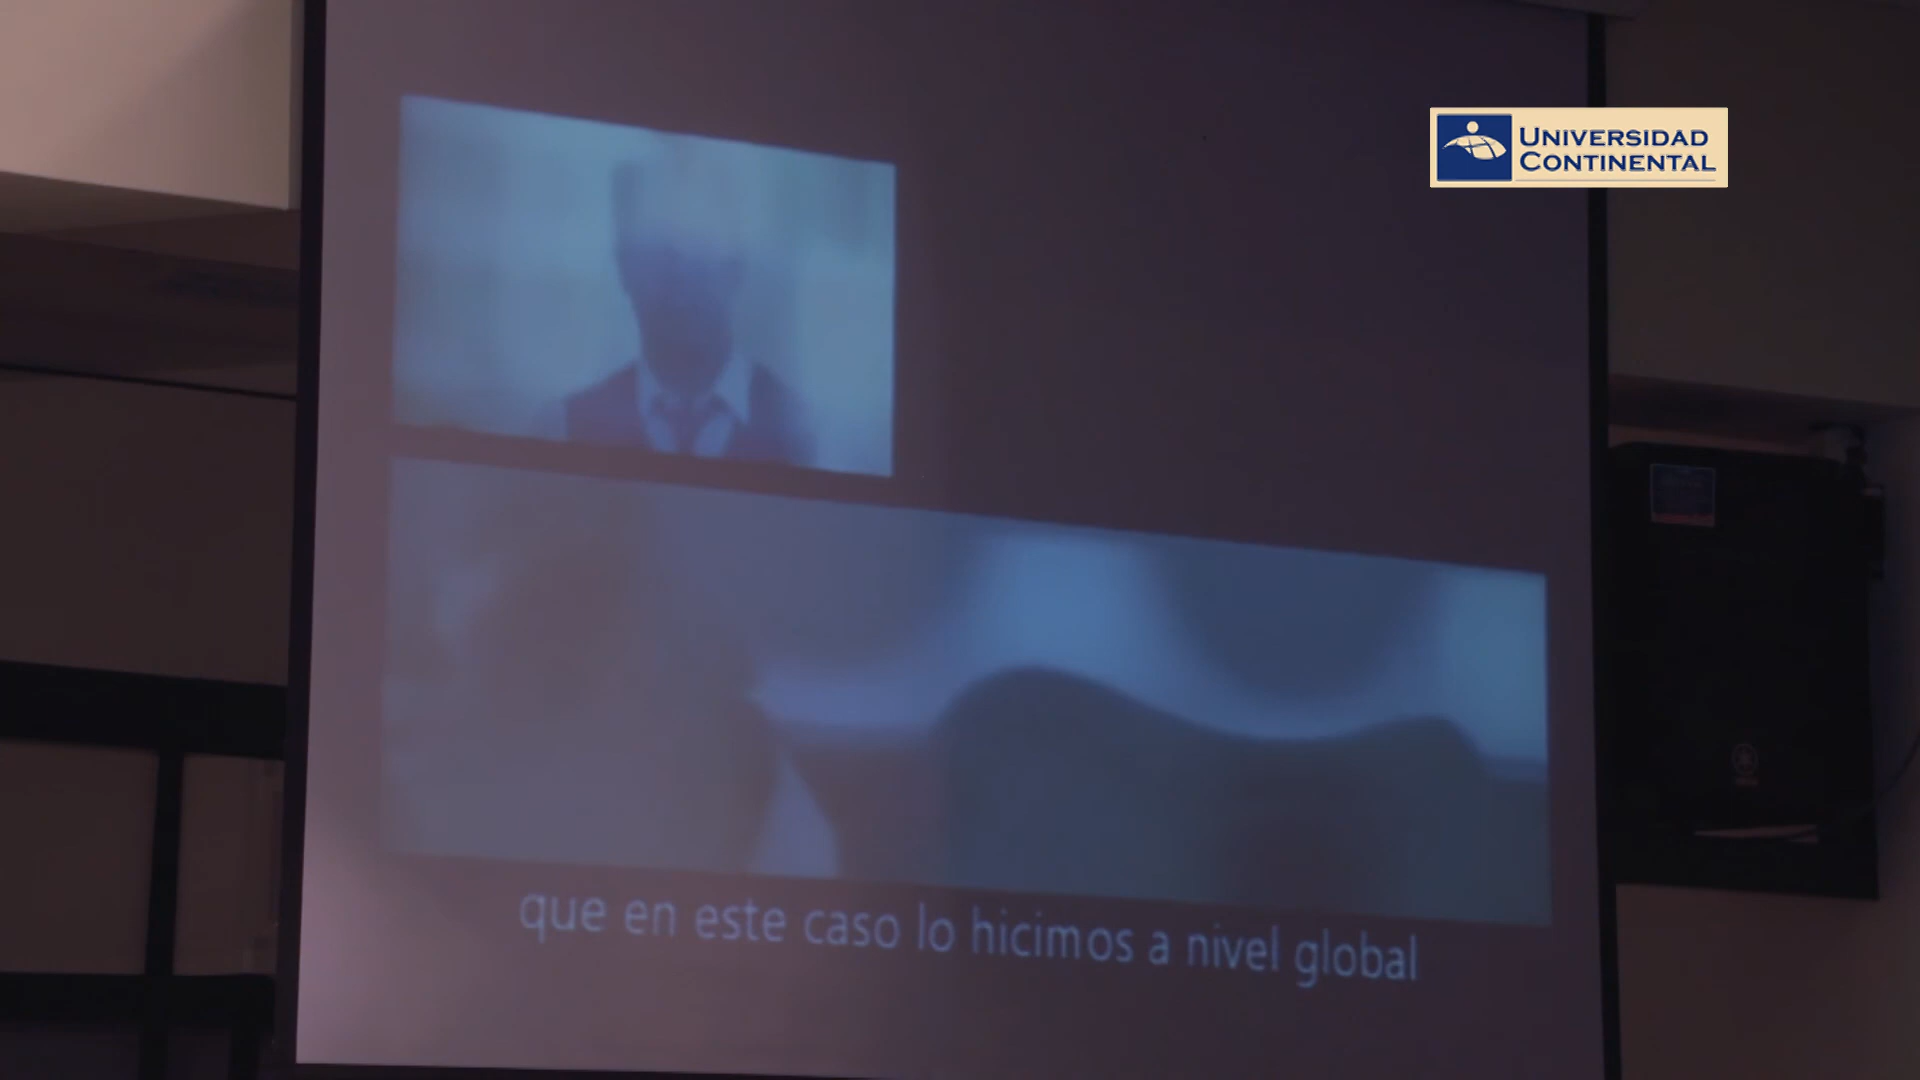 UNIVERSIDAD
CONTINENTAL
que en este caso lo hicimos a nivel global